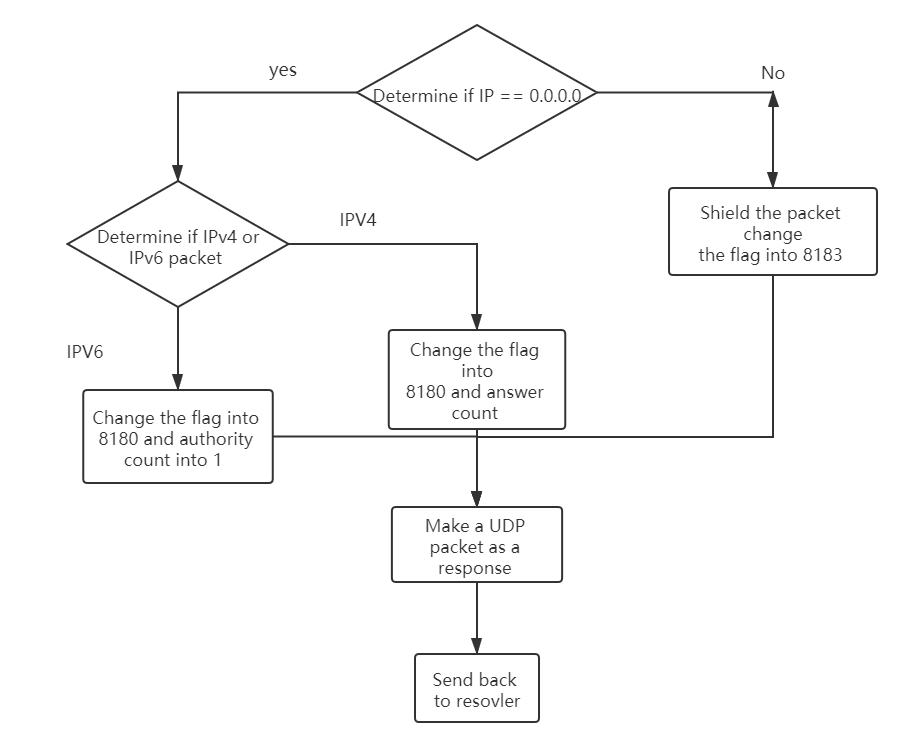 yes
No
Determine if IP == 0.0.0.0
Shield the packet
change
the flag into 8183
IPV4
Determine if IPv4 or
IPv6 packet
IPV6
Change the flag
into
8180 and answer
count
Change the flag into
8180 and authority
count into 1
Make a UDP
packet as a
response
Send back
to resovler